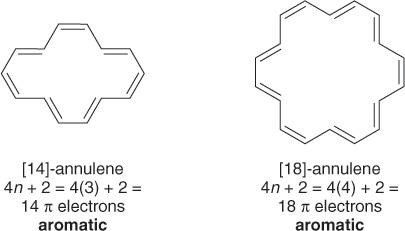 [14]-annulene
4n + 2 = 4(3) + 2 =
14 π electrons
aromatic
[18]-annulene
4n + 2 = 4(4) + 2 =
18 π electrons
aromatic